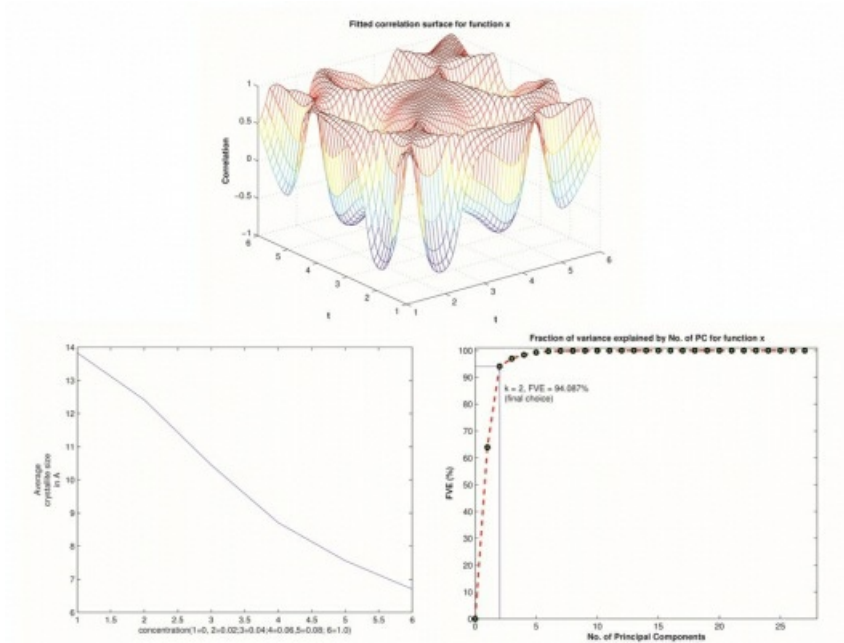 Fitted correlation surface for function x
1
0.5
0
−0.5
−1
Correlation
6
5
4
3
2
1
t
1
2
3
4
5
6
t
14
13
12
11
10
9
8
7
6
Average
crystallite size
in A
1 1.5 2 2.5 3 3.5 4 4.5 5 5.5 6
concentration(1=0, 2=0.02;3=0.04;4=0.06,5=0.08; 6=1.0)
Fraction of variance explained by No. of PC for function x
100
90
80
70
60
50
40
30
20
10
0
FVE (%)
k = 2, FVE = 94.087%
(final choice)
0 5 10 15 20 25
No. of Principal Components